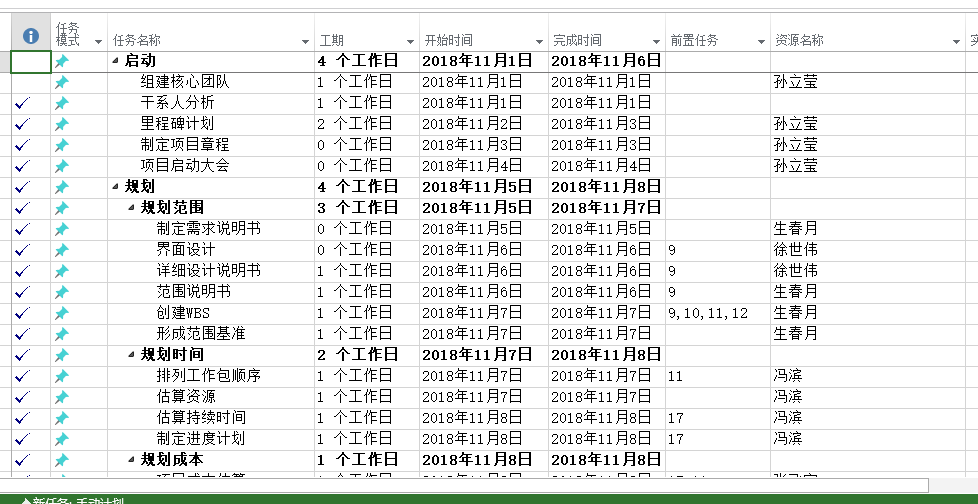 任务模式 任务名称 工期 开始时间 完成时间 前置任务 资源名称
启动 4 个工作日 2018年11月1日 2018年11月6日
组建核心团队 1 个工作日 2018年11月1日 2018年11月1日 孙立莹
干系人分析 1 个工作日 2018年11月1日 2018年11月1日
里程碑计划 2 个工作日 2018年11月2日 2018年11月3日 孙立莹
制定项目章程 0 个工作日 2018年11月3日 2018年11月3日 孙立莹
项目启动大会 0 个工作日 2018年11月4日 2018年11月4日 孙立莹
规划 4 个工作日 2018年11月5日 2018年11月8日
规划范围 3 个工作日 2018年11月5日 2018年11月7日
制定需求说明书 0 个工作日 2018年11月5日 2018年11月5日 生春月
界面设计 0 个工作日 2018年11月6日 2018年11月6日 9 徐世伟
详细设计说明书 1 个工作日 2018年11月6日 2018年11月6日 9 徐世伟
范围说明书 1 个工作日 2018年11月6日 2018年11月6日 9 生春月
创建WBS 1 个工作日 2018年11月7日 2018年11月7日 9,10,11,12 生春月
形成范围基准 1 个工作日 2018年11月7日 2018年11月7日 生春月
规划时间 2 个工作日 2018年11月7日 2018年11月8日
排列工作包顺序 1 个工作日 2018年11月7日 2018年11月7日 11 冯滨
估算资源 1 个工作日 2018年11月7日 2018年11月7日 冯滨
估算持续时间 1 个工作日 2018年11月8日 2018年11月8日 17 冯滨
制定进度计划 1 个工作日 2018年11月8日 2018年11月8日 17 冯滨
规划成本 1 个工作日 2018年11月8日 2018年11月8日